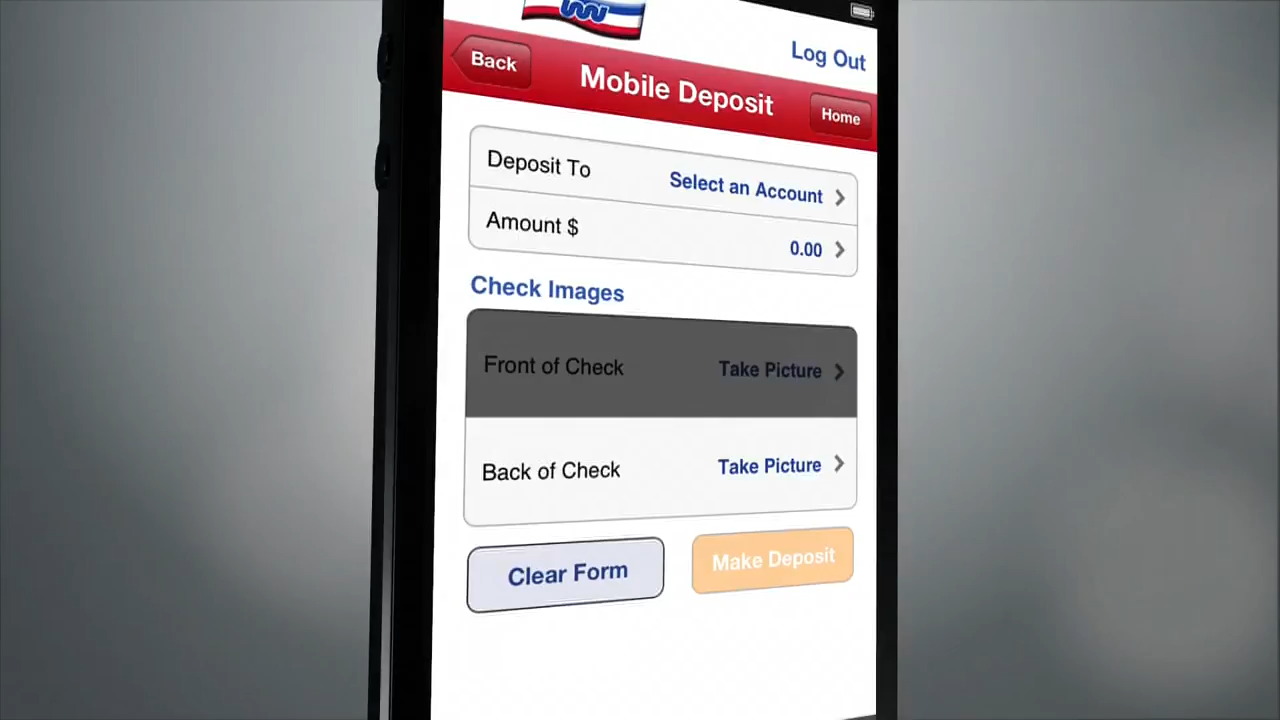 Log Out
Back
Mobile Deposit
Home
Deposit To
Select an Account
Amount $
0.00
Check Images
Front of Check
Take Picture
Back of Check
Take Picture
Clear Form
Make Deposit